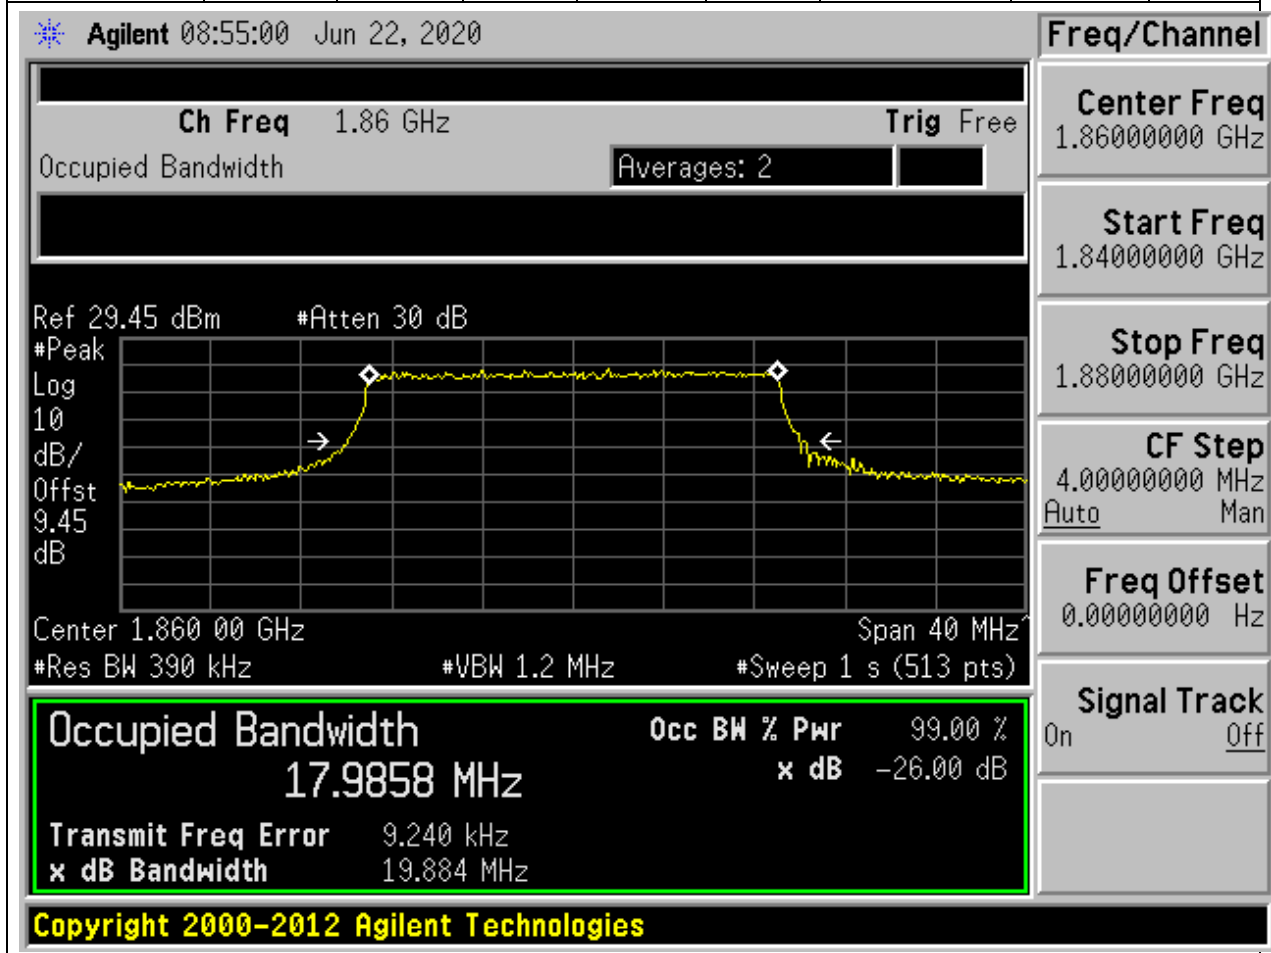 Agilent 08:55:00 Jun 22, 2020
Freq/Channel
Ch Freq 1.86 GHz Trig Free
Occupied Bandwidth Averages: 2
Center Freq
1.86000000 GHz
Start Freq
1.84000000 GHz
Stop Freq
1.88000000 GHz
CF Step
4.00000000 MHz
Auto Man
Freq Offset
0.00000000 Hz
Signal Track
On Off
Ref 29.45 dBm #Atten 30 dB
#Peak
Log
10
dB/
Offst
9.45
dB
Center 1.860 00 GHz Span 40 MHz^
#Res BW 390 kHz #VBW 1.2 MHz #Sweep 1 s (513 pts)
Occupied Bandwidth Occ BW % Pwr 99.00 %
17.9858 MHz x dB -26.00 dB
Transmit Freq Error 9.240 kHz
x dB Bandwidth 19.884 MHz
Copyright 2000-2012 Agilent Technologies